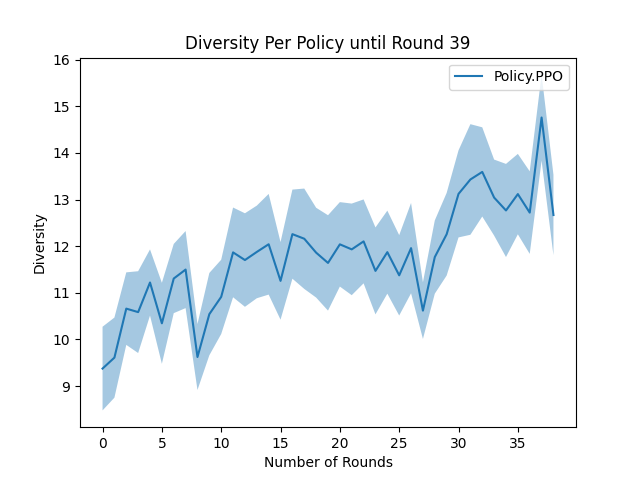 Diversity Per Policy until Round 39
Policy.PPO
16
15
14
13
12
11
10
9
Diversity
0 5 10 15 20 25 30 35
Number of Rounds